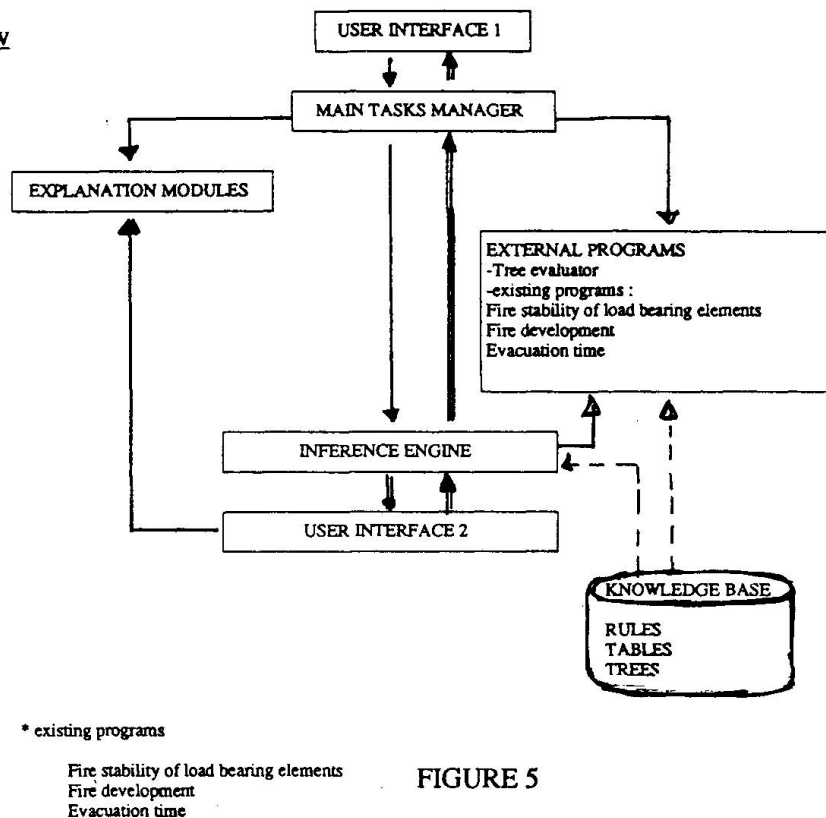 USER INTERFACE 1
MAIN TASKS MANAGER
EXPLANATION MODULES
EXTERNAL PROGRAMS
-Tree evaluator
-existing programs :
Fire stability of load bearing elements
Fire development
Evacuation time
INFERENCE ENGINE
USER INTERFACE 2
KNOWLEDGE BASE
RULES
TABLES
TREES
* existing programs
Fire stability of load bearing elements
Fire development
Evacuation time
FIGURE 5